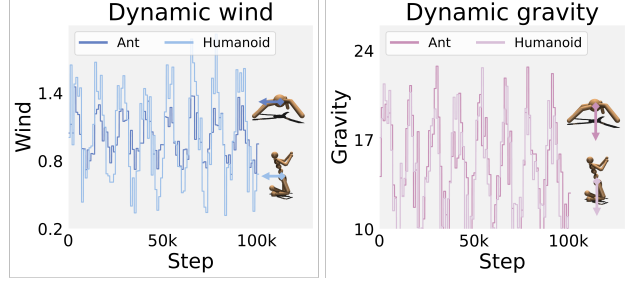 Dynamic wind
Ant Humanoid
Wind
1.4
0.8
0.2
0 50k 100k
Step
Dynamic gravity
Ant Humanoid
Gravity
24
17
10
0 50k 100k
Step